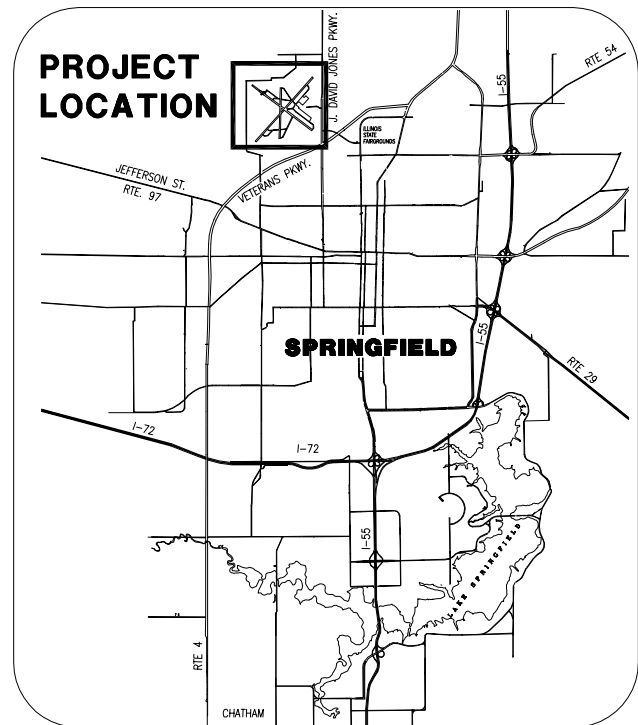 PROJECT
LOCATION
J. DAVID JONES PKWY.
I-55
RTE 54
ILLINOIS
STATE
FAIRGROUNDS
JEFFERSON ST.
RTE. 97
VETERANS PKWY.
SPRINGFIELD
I-55
RTE 29
I-72
I-72
I-55
LAKE SPRINGFIELD
RTE 4
CHATHAM